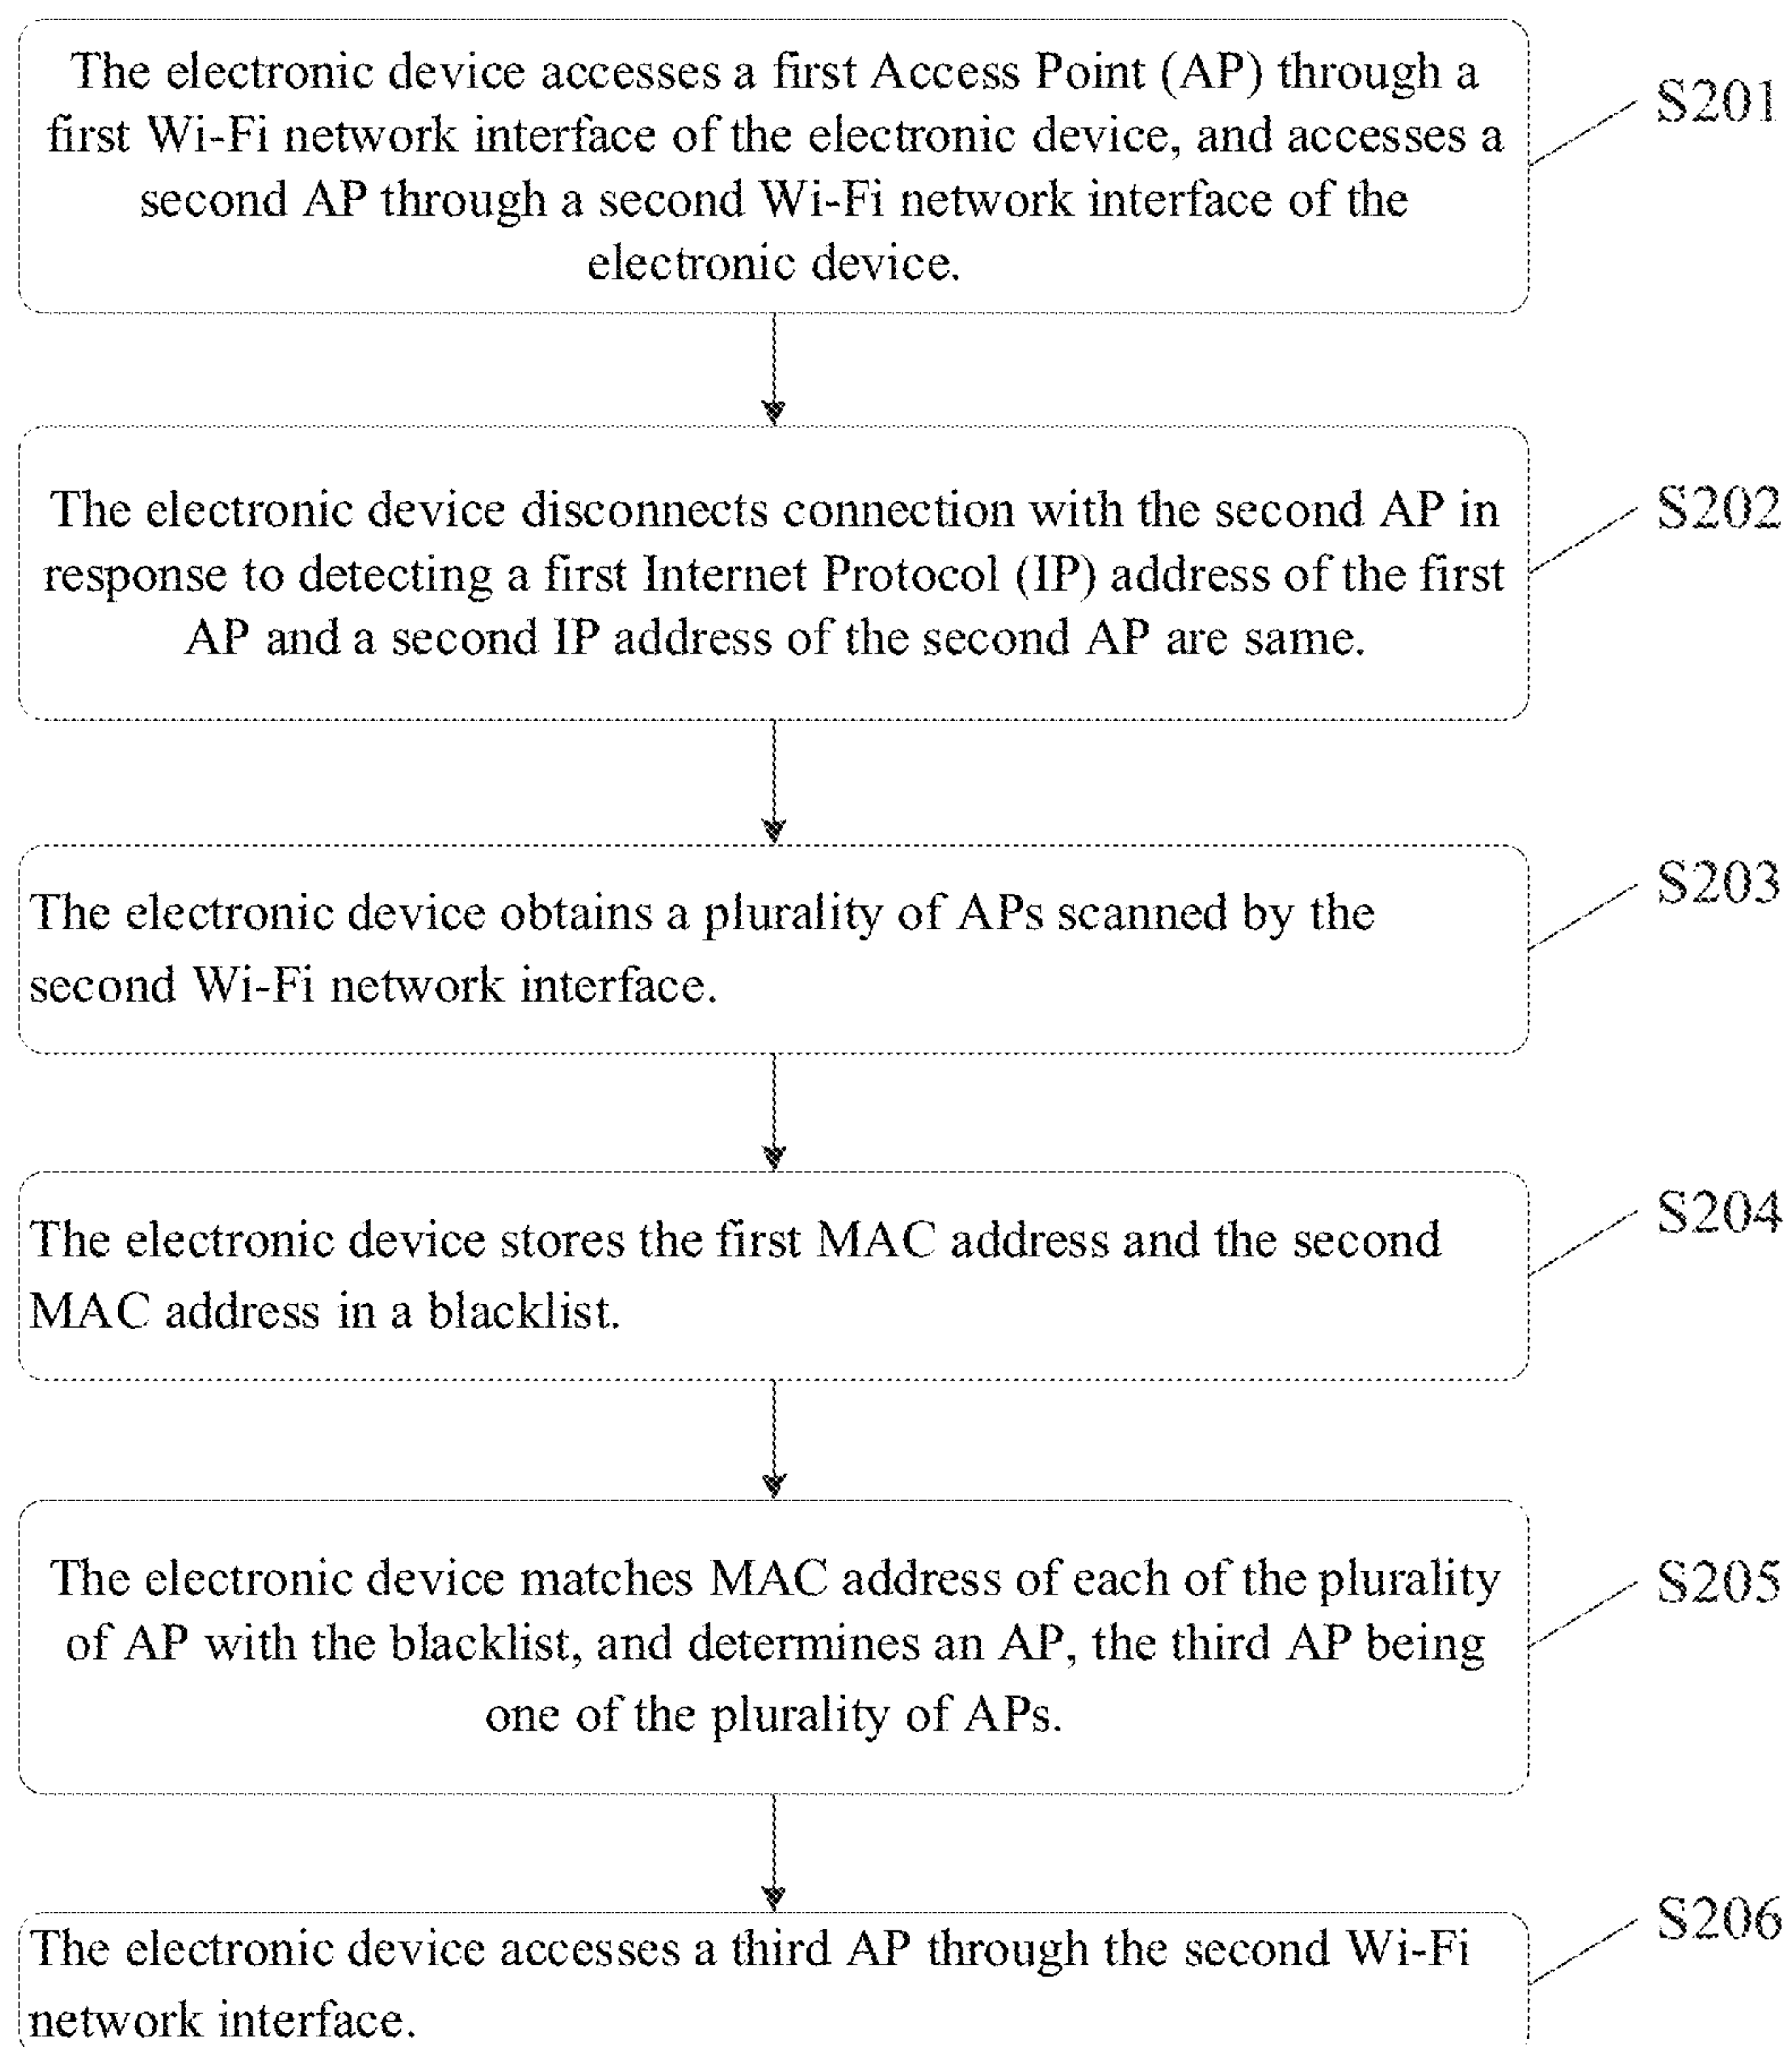 The electronic device accesses a first Access Point (AP) through a
first Wi-Fi network interface of the electronic device, and accesses a
second AP through a second Wi-Fi network interface of the
electronic device.
S201
The electronic device disconnects connection with the second AP in
response to detecting a first Internet Protocol (IP) address of the first
AP and a second IP address of the second AP are same.
S202
The electronic device obtains a plurality of APs scanned by the
second Wi-Fi network interface.
S203
The electronic device stores the first MAC address and the second
MAC address in a blacklist.
S204
The electronic device matches MAC address of each of the plurality
of AP with the blacklist, and determines an AP, the third AP being
one of the plurality of APs.
S205
The electronic device accesses a third AP through the second Wi-Fi
network interface.
S206